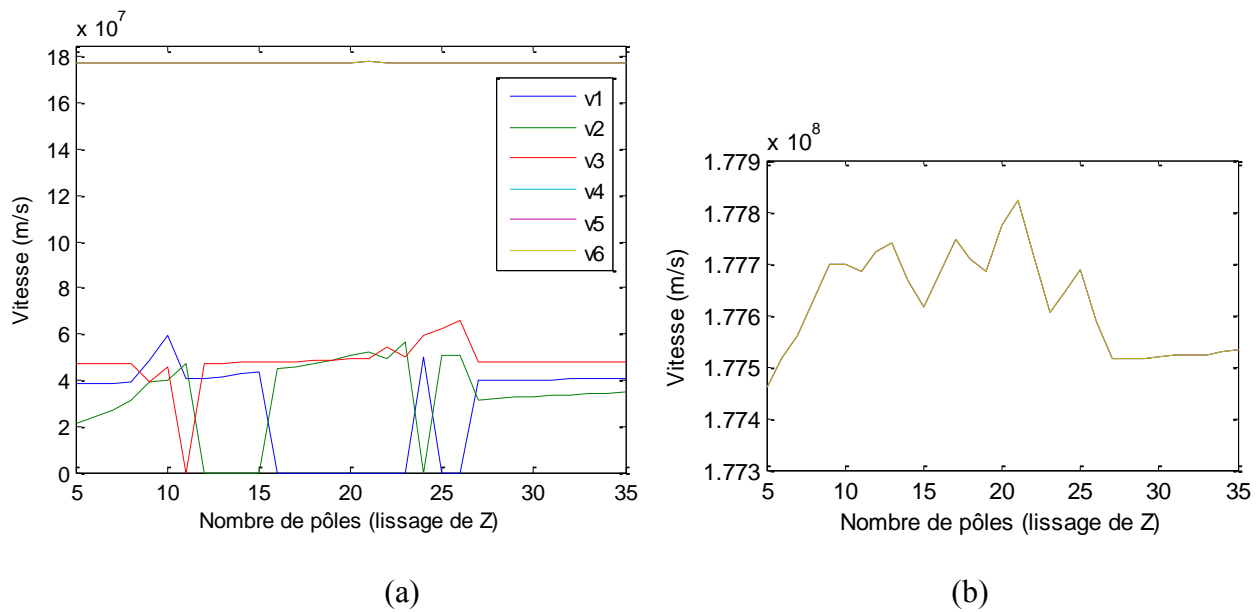 x 10^7
18
16
14
12
10
8
6
4
2
0
Vitesse (m/s)
v1
v2
v3
v4
v5
v6
5 10 15 20 25 30 35
Nombre de pôles (lissage de Z)
(a)
x 10^8
1.779
1.778
1.777
1.776
1.775
1.774
1.773
Vitesse (m/s)
5 10 15 20 25 30 35
Nombre de pôles (lissage de Z)
(b)